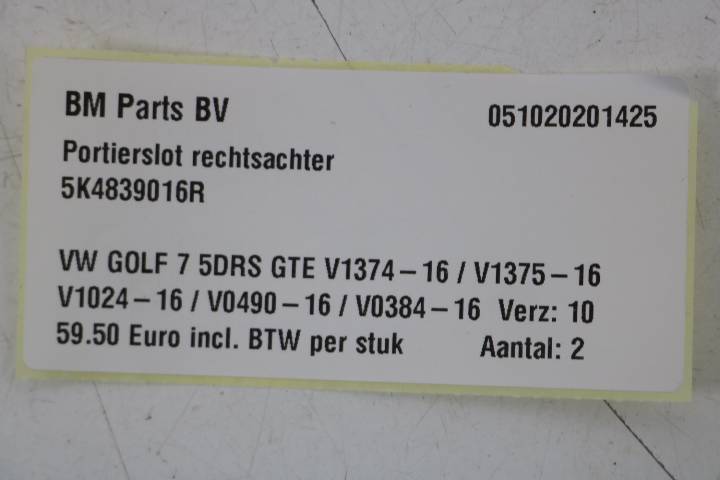 BM Parts BV 051020201425
Portierslot rechtsachter
5K4839016R
VW GOLF 7 5DRS GTE V1374-16 / V1375-16
V1024-16 / V0490-16 / V0384-16 Verz: 10
59.50 Euro incl. BTW per stuk Aantal: 2